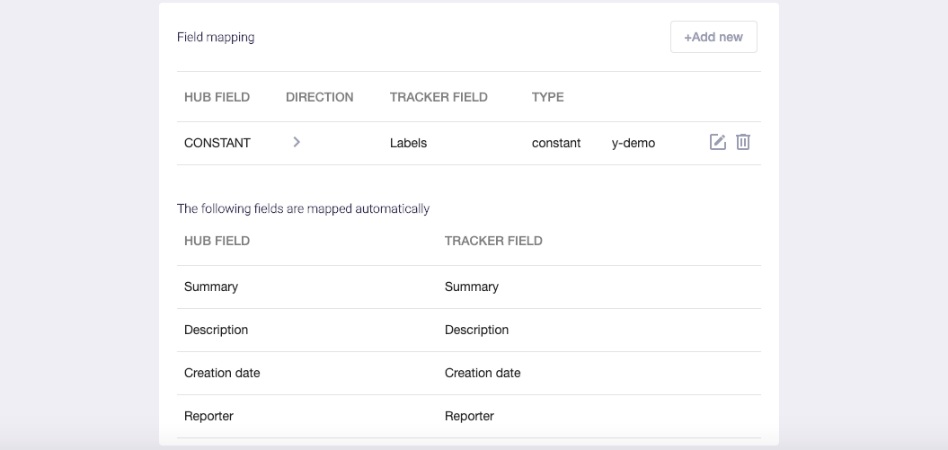 Field mapping
+Add new
HUB FIELD DIRECTION TRACKER FIELD TYPE
CONSTANT > Labels constant y-demo
The following fields are mapped automatically
HUB FIELD TRACKER FIELD
Summary Summary
Description Description
Creation date Creation date
Reporter Reporter